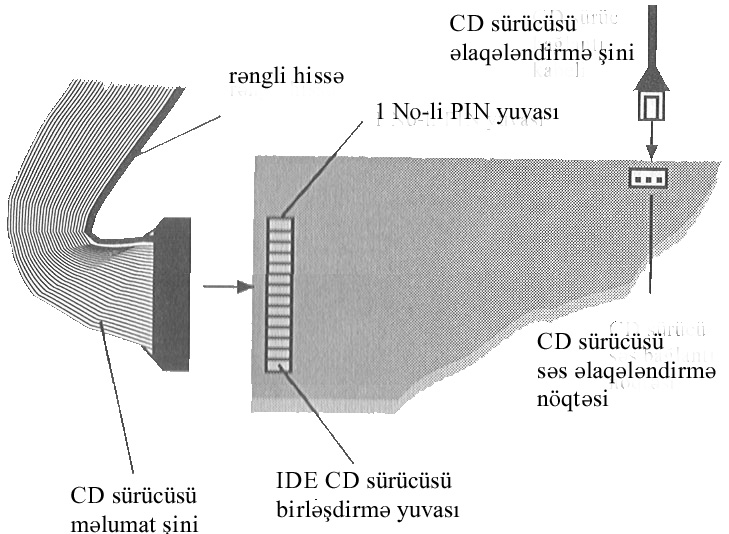 CD sürücüsü
əlaqələndirmə şini
rəngli hissə
1 No-li PIN yuvası
CD sürücüsü
səs əlaqələndirmə
nöqtəsi
IDE CD sürücüsü
birləşdirmə yuvası
CD sürücüsü
məlumat şini